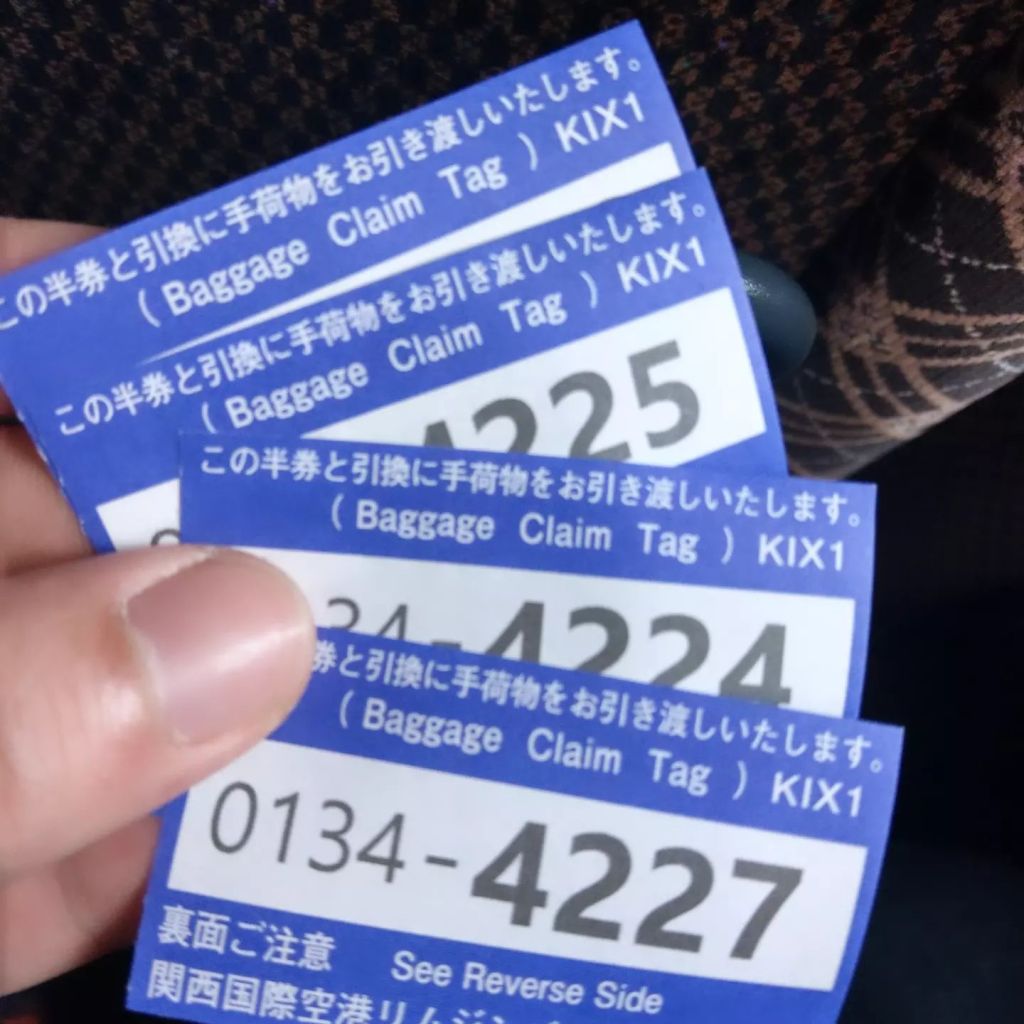 この半券と引換に手荷物をお引き渡しいたします。
( Baggage Claim Tag ) KIX1
この半券と引換に手荷物をお引き渡しいたします。
( Baggage Claim Tag ) KIX1
4225
この半券と引換に手荷物をお引き渡しいたします。
( Baggage Claim Tag ) KIX1
34-4224
券と引換に手荷物をお引き渡しいたします。
( Baggage Claim Tag ) KIX1
0134-4227
裏面ご注意 See Reverse Side
関西国際空港リムジン